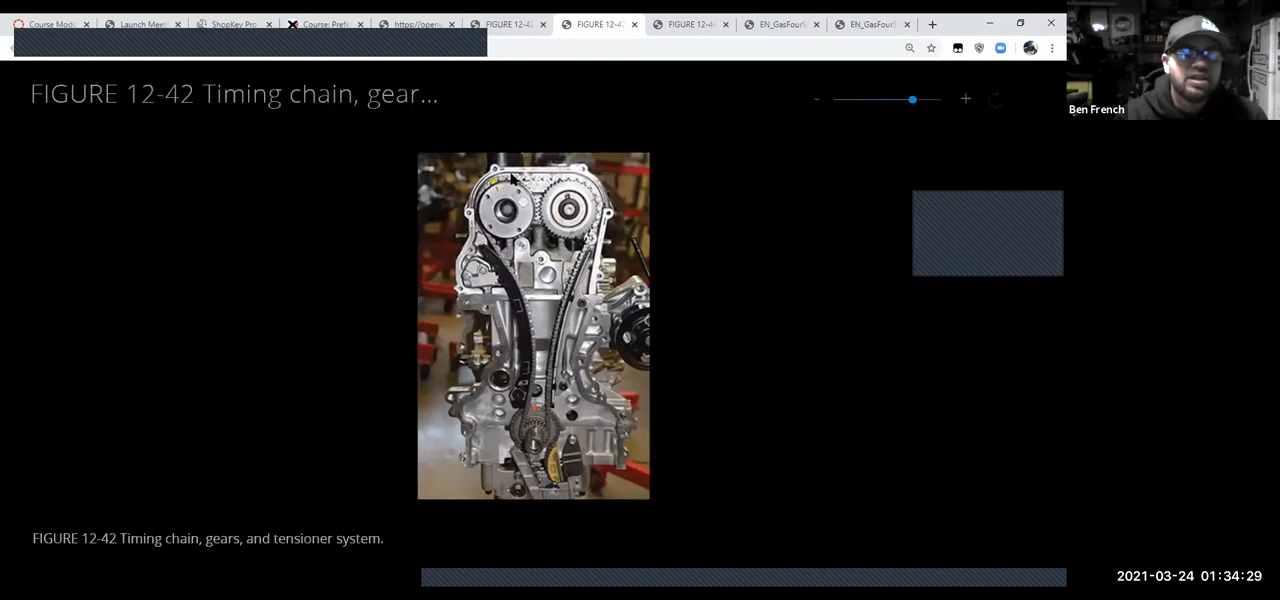 Course Modu
Launch Meet
ShopKey Pro
Course: Prefe
https://open
FIGURE 12-42
FIGURE 12-42
FIGURE 12-4
EN_GasFourS
EN_GasFourS
FIGURE 12-42 Timing chain, gear...
Ben French
FIGURE 12-42 Timing chain, gears, and tensioner system.
2021-03-24 01:34:29